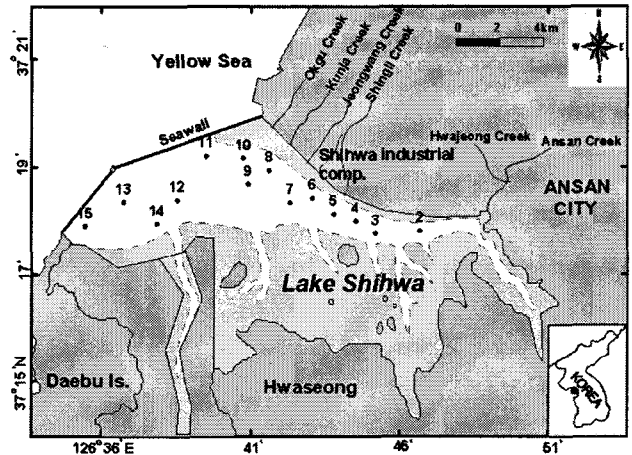 Yellow Sea
Okgu Creek
Kunja Creek
Jeongwang Creek
Shingil Creek
0 2 4km
N
W E
S
Seawall
Hwajeong Creek
Ansan Creek
Shihwa industrial
comp.
ANSAN
CITY
11 10
8
9
7
6
5
4
3
2
12
13
14
15
Lake Shihwa
Daebu Is.
Hwaseong
KOREA
37° 21'
19'
17'
37° 15' N
126° 36' E
41'
46'
51'